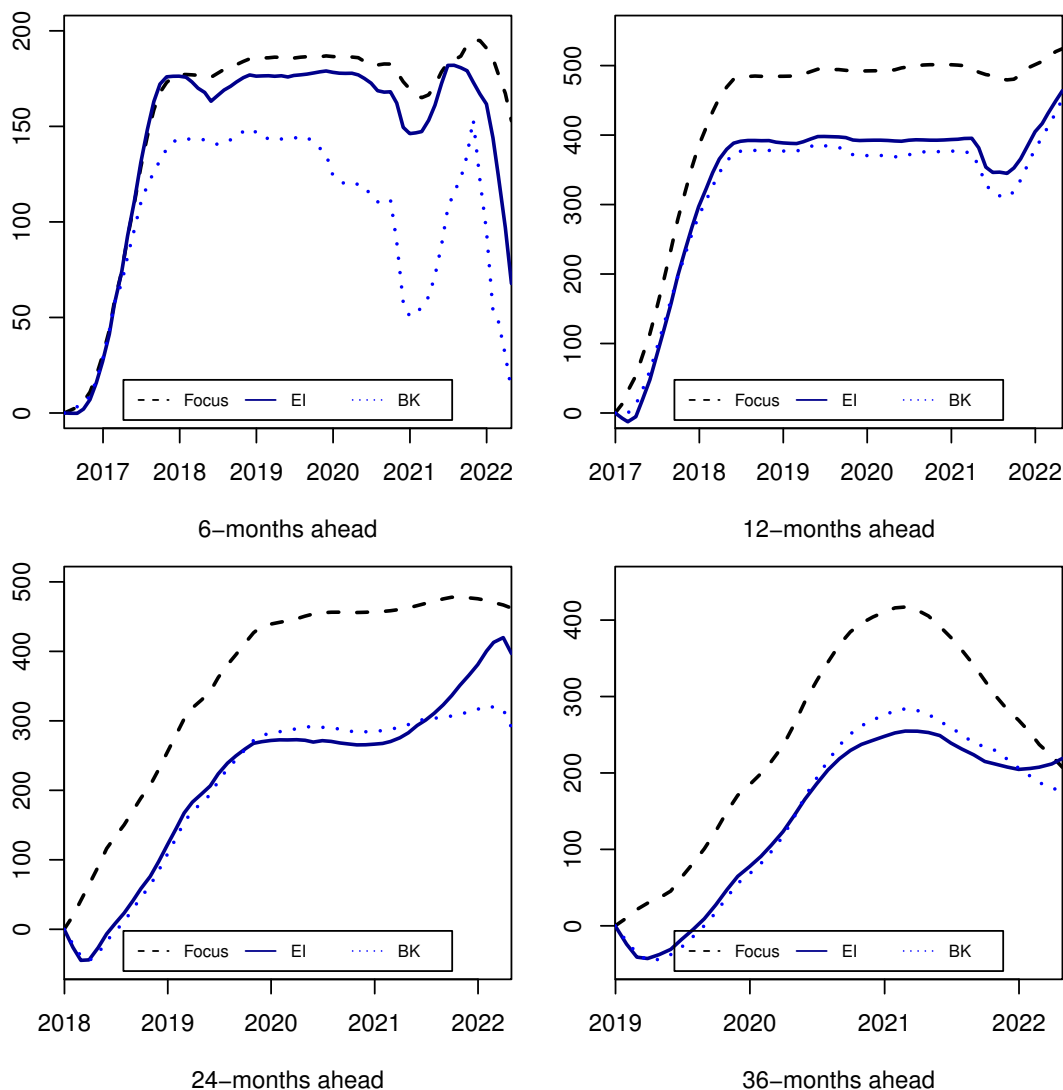 200
150
100
50
0
Focus EI BK
2017 2018 2019 2020 2021 2022
6−months ahead
500
400
300
200
100
0
Focus EI BK
2017 2018 2019 2020 2021 2022
12−months ahead
500
400
300
200
100
0
Focus EI BK
2018 2019 2020 2021 2022
24−months ahead
400
300
200
100
0
Focus EI BK
2019 2020 2021 2022
36−months ahead